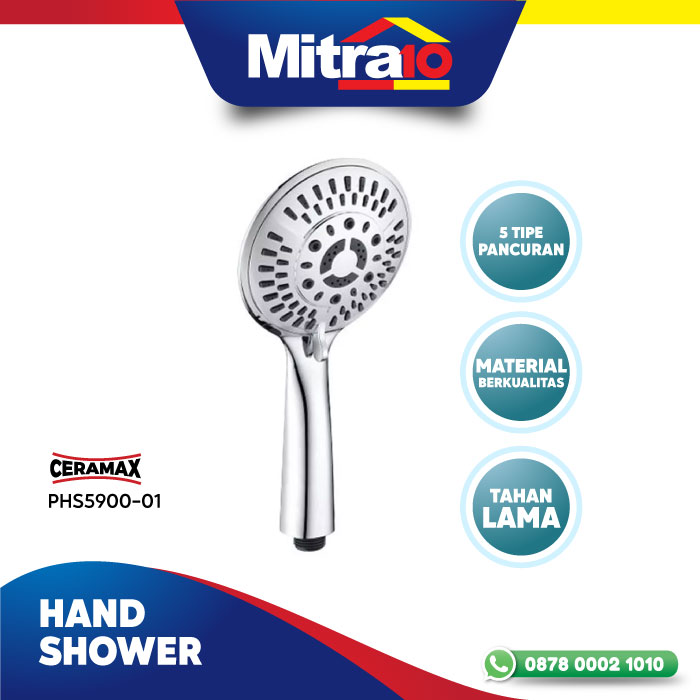 Mitra10
5 TIPE
PANCURAN
MATERIAL
BERKUALITAS
TAHAN
LAMA
CERAMAX
PHS5900-01
HAND
SHOWER
0878 0002 1010